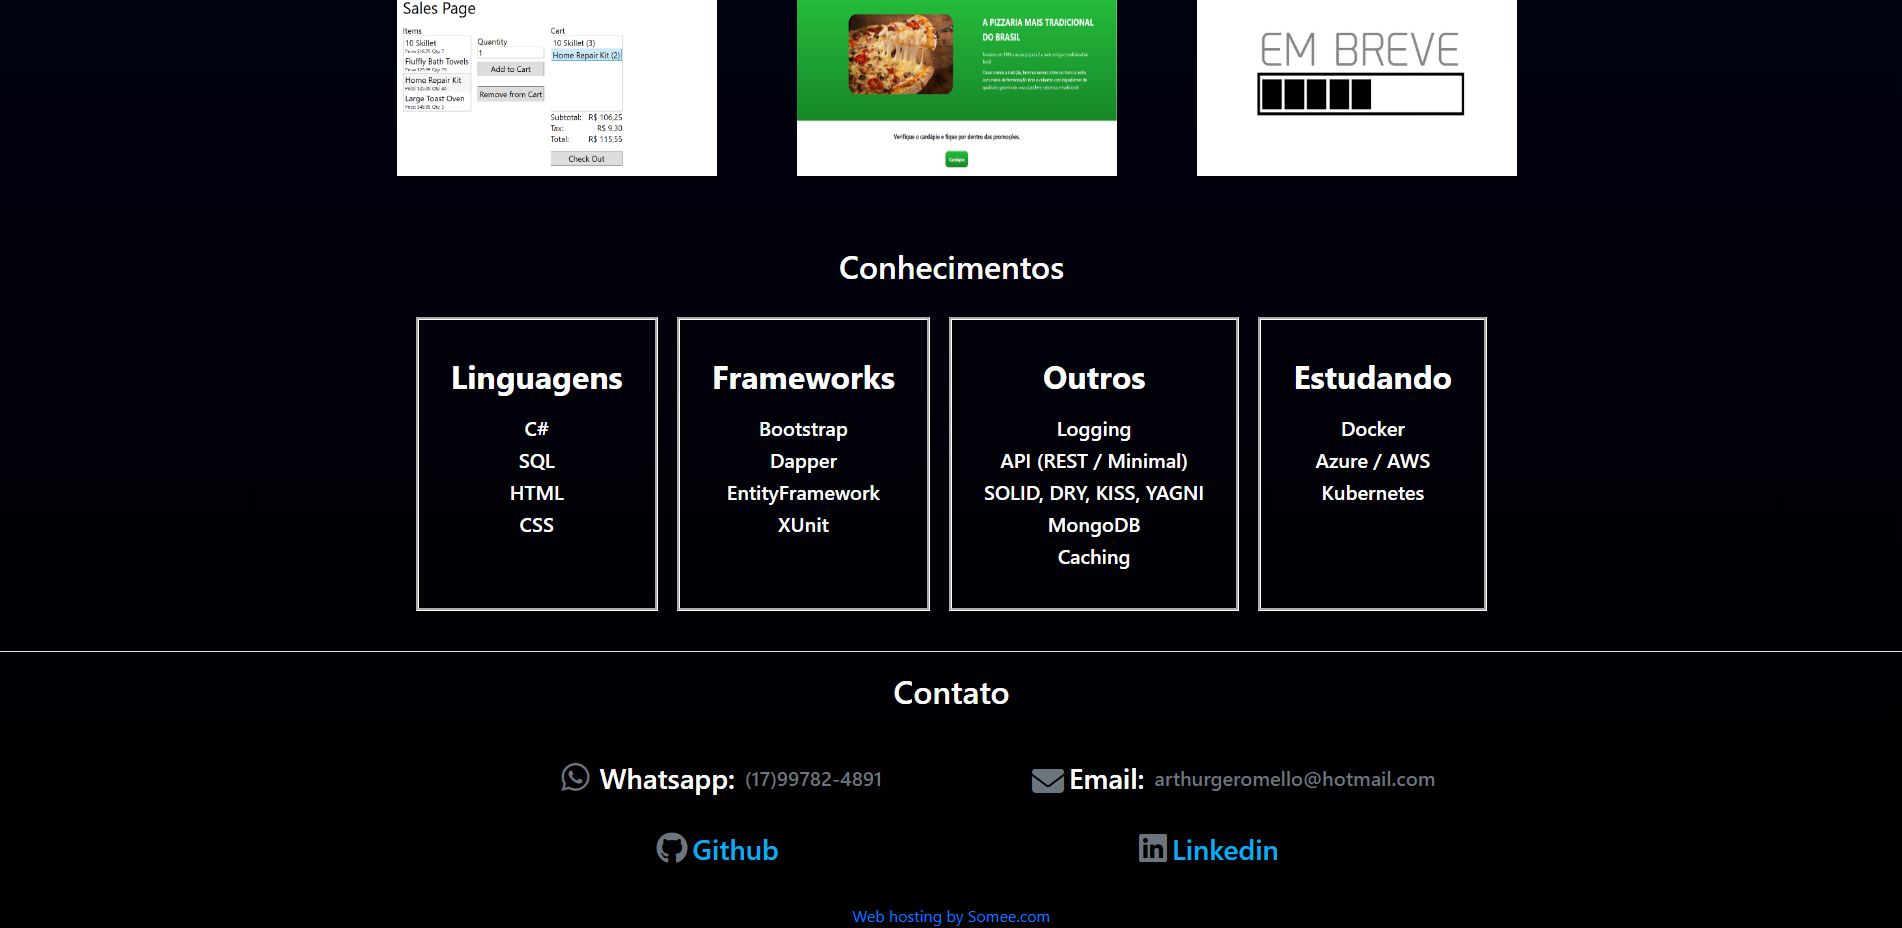 Sales Page
Items
10 Skillet
Fluffly Bath Towels
Home Repair Kit
Large Toast Oven
Quantity
1
Add to Cart
Remove from Cart
Cart
10 Skillet (3)
Home Repair Kit (2)
Subtotal: R$ 106,25
Tax: R$ 9,30
Total: R$ 115,55
Check Out
A PIZZARIA MAIS TRADICIONAL
DO BRASIL
Verifique o cardápio e fique por dentro das promoções.
Cardápio
EM BREVE
Conhecimentos
Linguagens
C#
SQL
HTML
CSS
Frameworks
Bootstrap
Dapper
EntityFramework
XUnit
Outros
Logging
API (REST / Minimal)
SOLID, DRY, KISS, YAGNI
MongoDB
Caching
Estudando
Docker
Azure / AWS
Kubernetes
Contato
Whatsapp: (17)99782-4891
Email: arthurgeromello@hotmail.com
Github
Linkedin
Web hosting by Somee.com